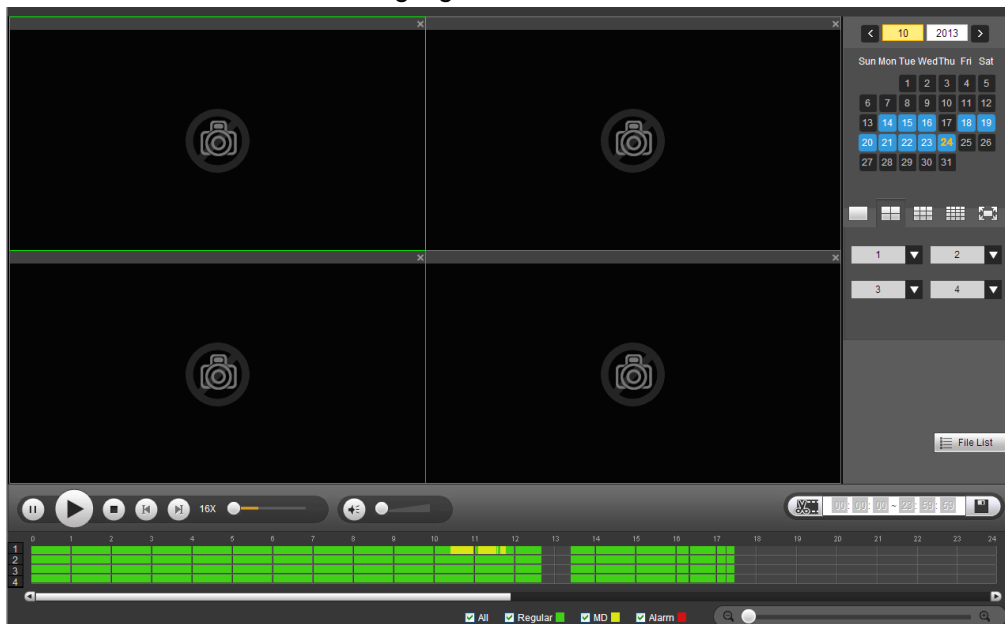 10 2013
Sun Mon Tue Wed Thu Fri Sat
1 2 3 4 5
6 7 8 9 10 11 12
13 14 15 16 17 18 19
20 21 22 23 24 25 26
27 28 29 30 31
1 2
3 4
File List
16X
00 : 00 : 00 ~ 23 : 59 : 59
0 1 2 3 4 5 6 7 8 9 10 11 12 13 14 15 16 17 18 19 20 21 22 23 24
1
2
3
4
All Regular MD Alarm